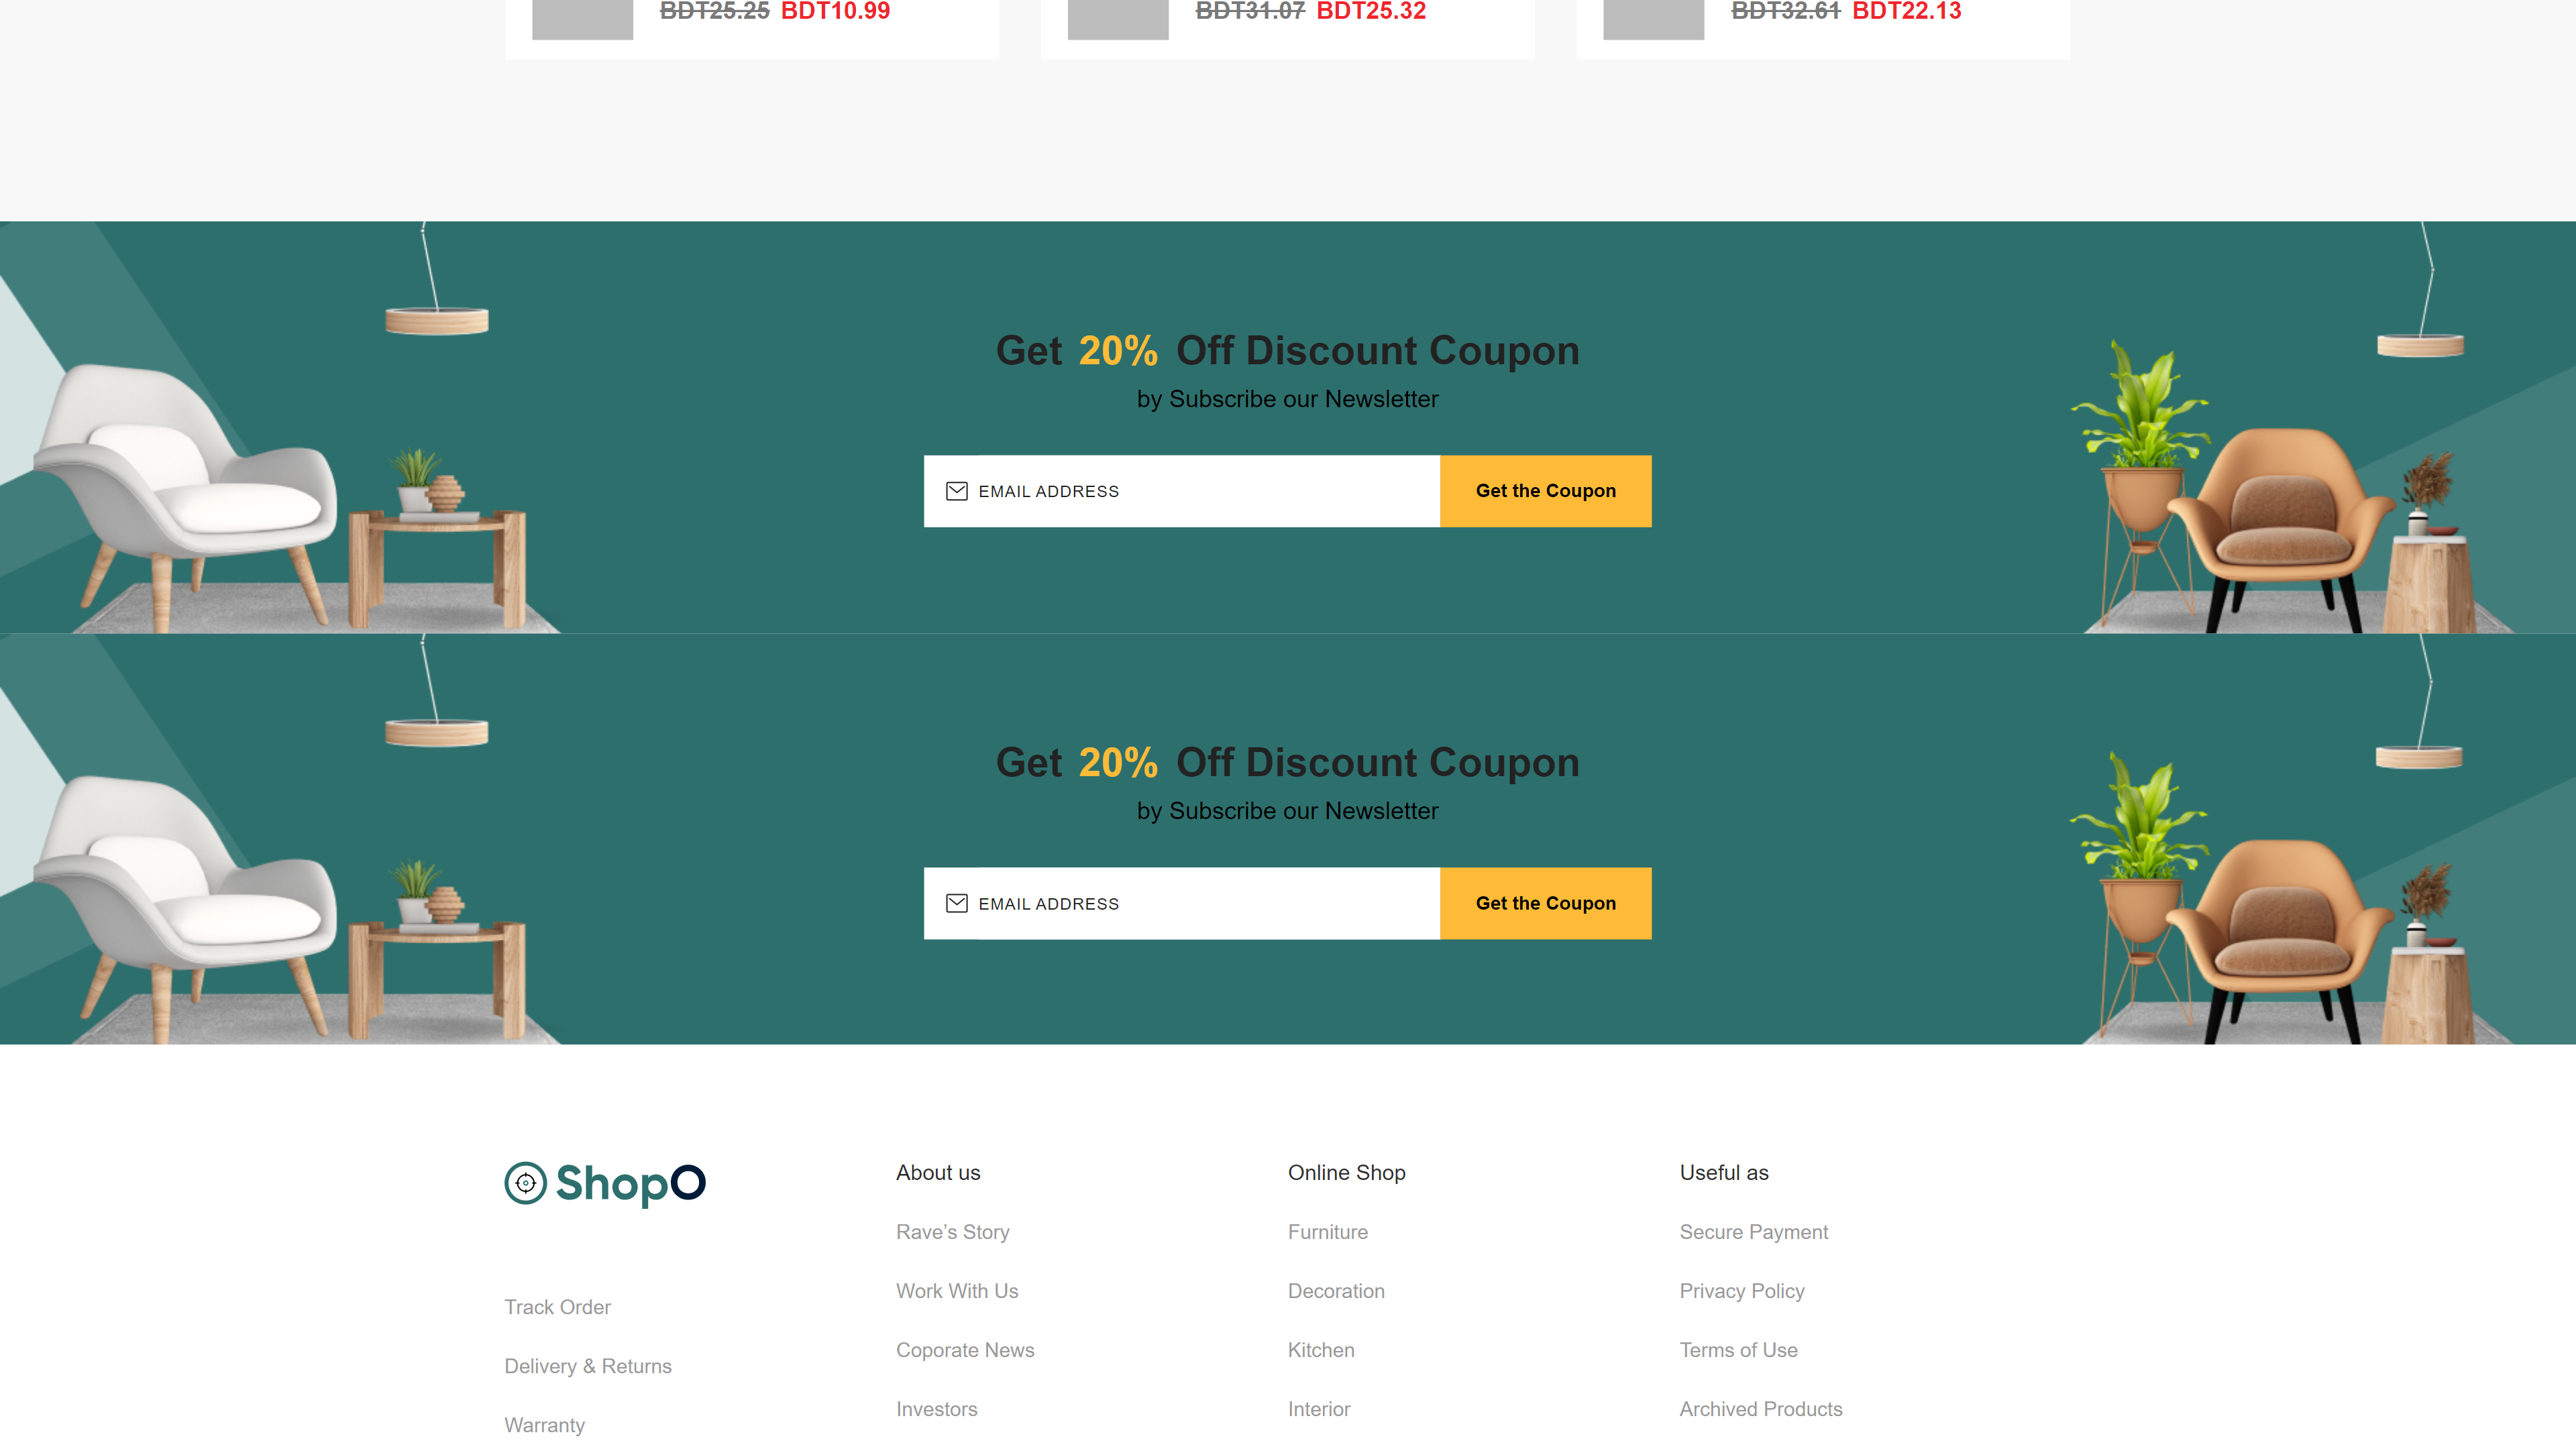 BDT25.25 BDT10.99
BDT31.07 BDT25.32
BDT32.61 BDT22.13
Get 20% Off Discount Coupon
by Subscribe our Newsletter
EMAIL ADDRESS
Get the Coupon
Get 20% Off Discount Coupon
by Subscribe our Newsletter
EMAIL ADDRESS
Get the Coupon
ShopO
Track Order
Delivery & Returns
Warranty
About us
Rave’s Story
Work With Us
Coporate News
Investors
Online Shop
Furniture
Decoration
Kitchen
Interior
Useful as
Secure Payment
Privacy Policy
Terms of Use
Archived Products